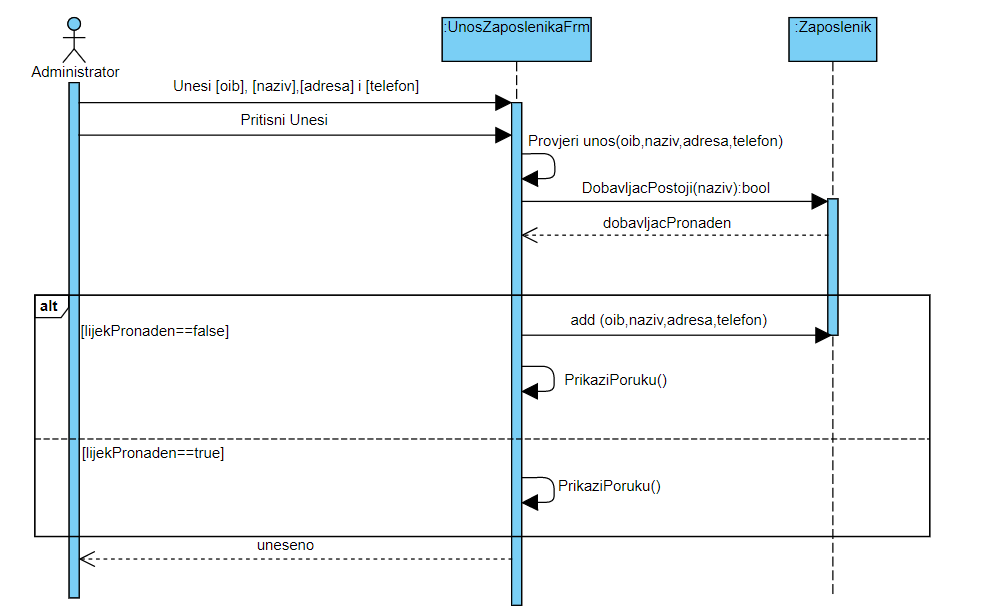 :UnosZaposlenikaFrm
:Zaposlenik
Administrator
Unesi [oib], [naziv],[adresa] i [telefon]
Pritisni Unesi
Provjeri unos(oib,naziv,adresa,telefon)
DobavljacPostoji(naziv):bool
dobavljacPronaden
alt
[lijekPronaden==false]
add (oib,naziv,adresa,telefon)
PrikaziPoruku()
[lijekPronaden==true]
PrikaziPoruku()
uneseno